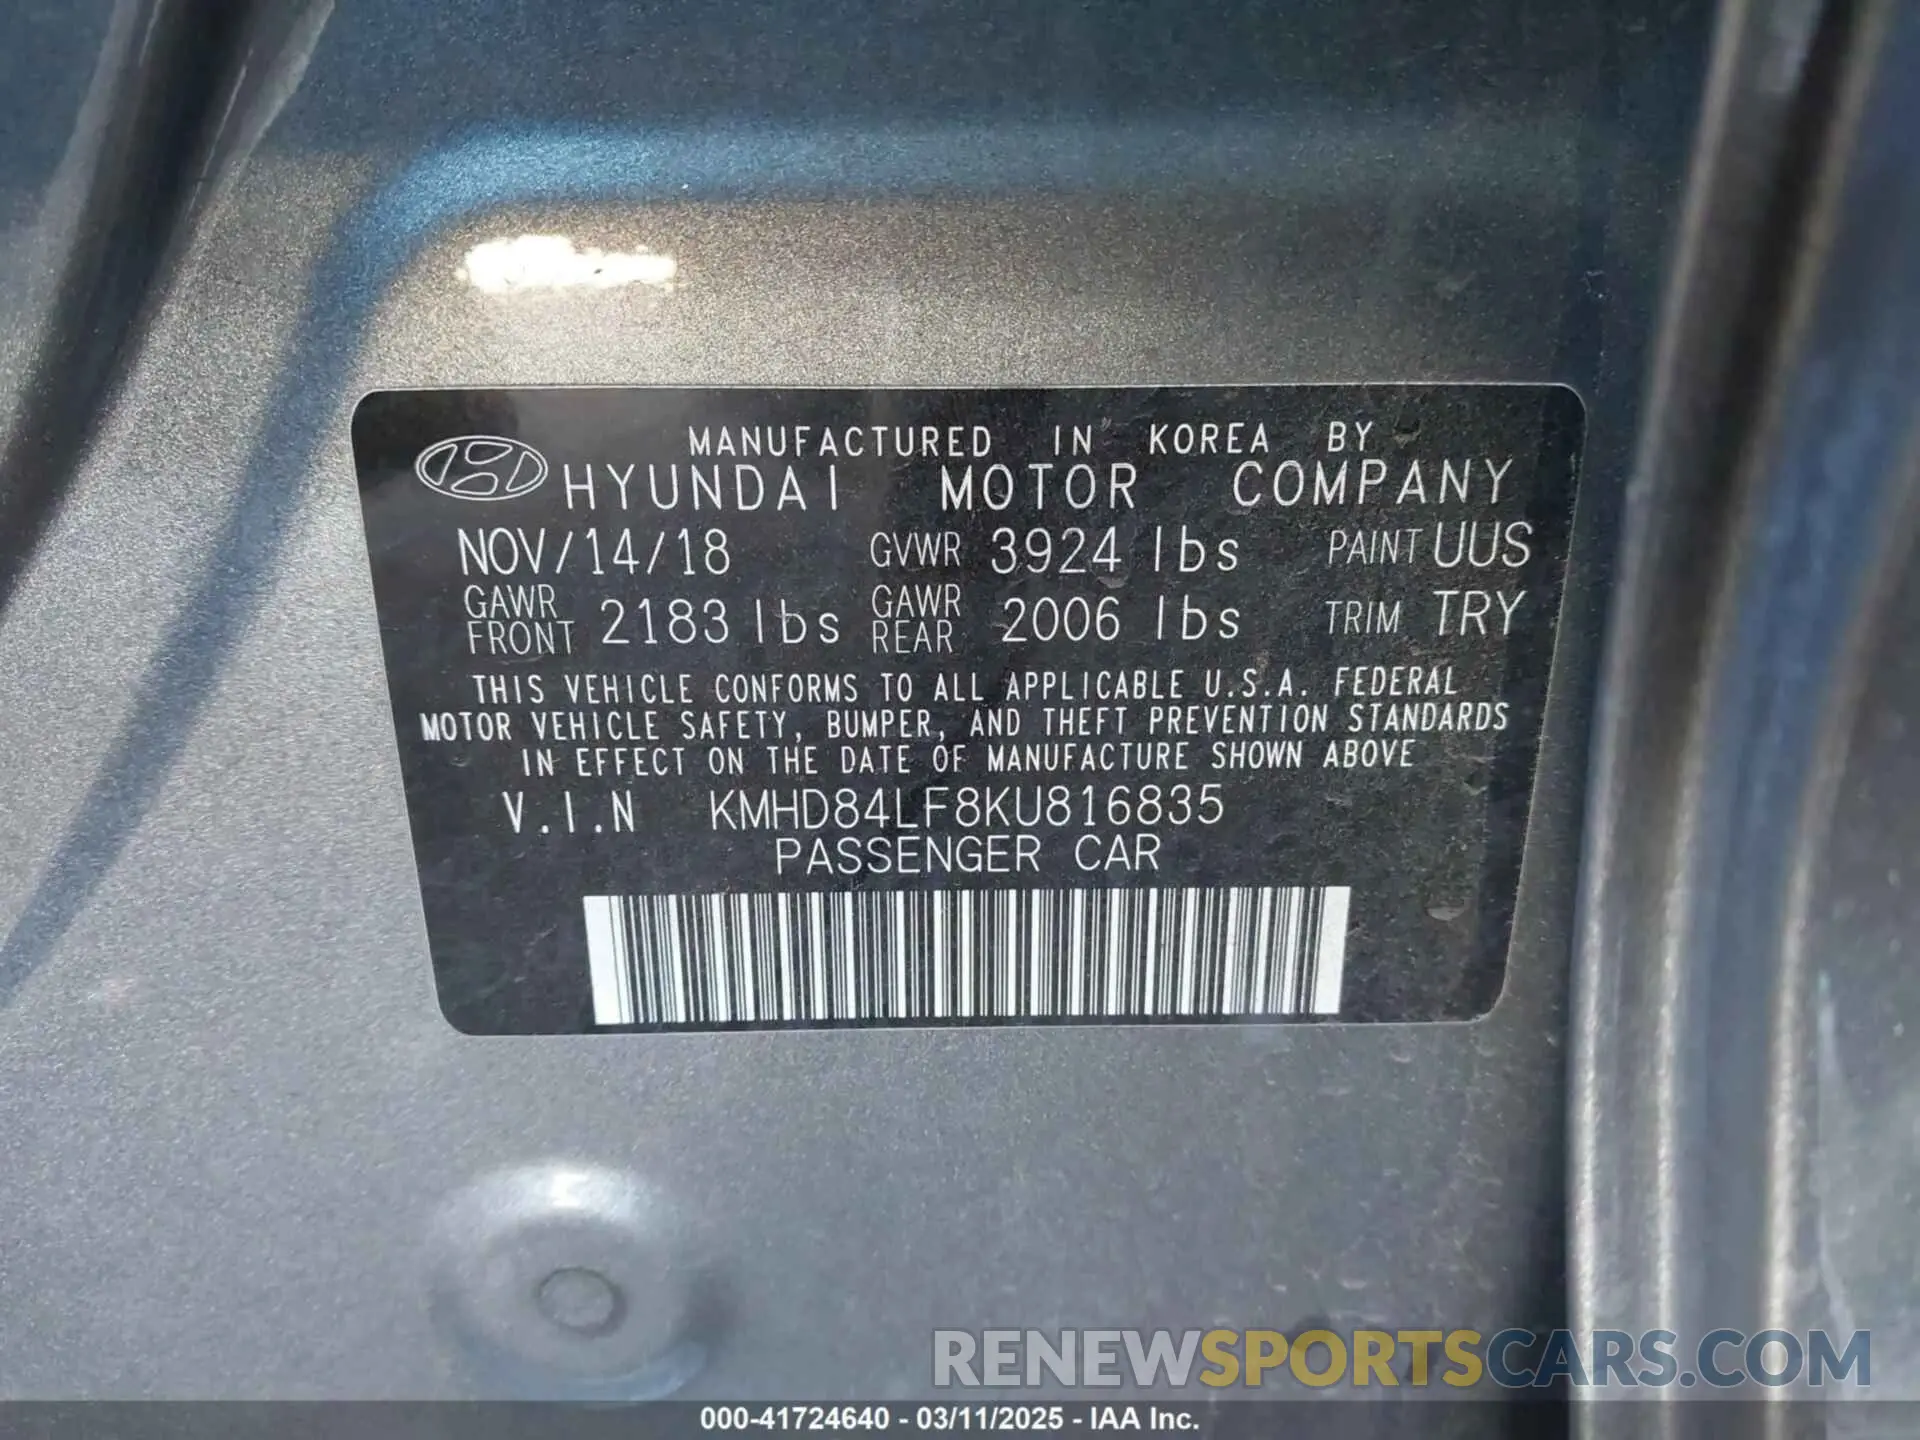 MANUFACTURED IN KOREA BY
HYUNDAI MOTOR COMPANY
NOV/14/18 GVWR 3924 lbs PAINT UUS
GAWR FRONT 2183 lbs GAWR REAR 2006 lbs TRIM TRY
THIS VEHICLE CONFORMS TO ALL APPLICABLE U.S.A. FEDERAL
MOTOR VEHICLE SAFETY, BUMPER, AND THEFT PREVENTION STANDARDS
IN EFFECT ON THE DATE OF MANUFACTURE SHOWN ABOVE
V.I.N KMHD84LF8KU816835
PASSENGER CAR
RENEWSPORTSCARS.COM
000-41724640 - 03/11/2025 - IAA Inc.